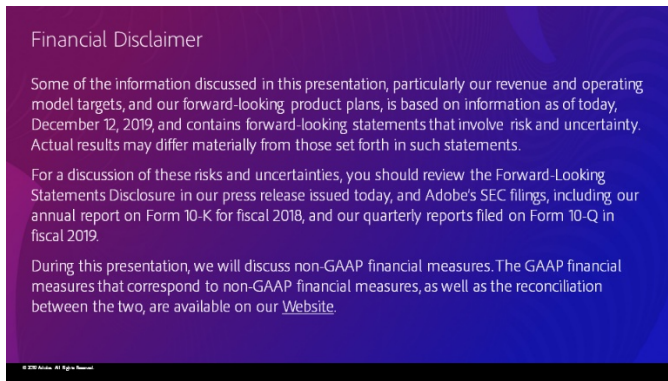 Financial Disclaimer
Some of the information discussed in this presentation, particularly our revenue and operating
model targets, and our forward-looking product plans, is based on information as of today,
December 12, 2019, and contains forward-looking statements that involve risk and uncertainty.
Actual results may differ materially from those set forth in such statements.
For a discussion of these risks and uncertainties, you should review the Forward-Looking
Statements Disclosure in our press release issued today, and Adobe's SEC filings, including our
annual report on Form 10-K for fiscal 2018, and our quarterly reports filed on Form 10-Q in
fiscal 2019.
During this presentation, we will discuss non-GAAP financial measures. The GAAP financial
measures that correspond to non-GAAP financial measures, as well as the reconciliation
between the two, are available on our Website.
© Adobe. All Rights Reserved.